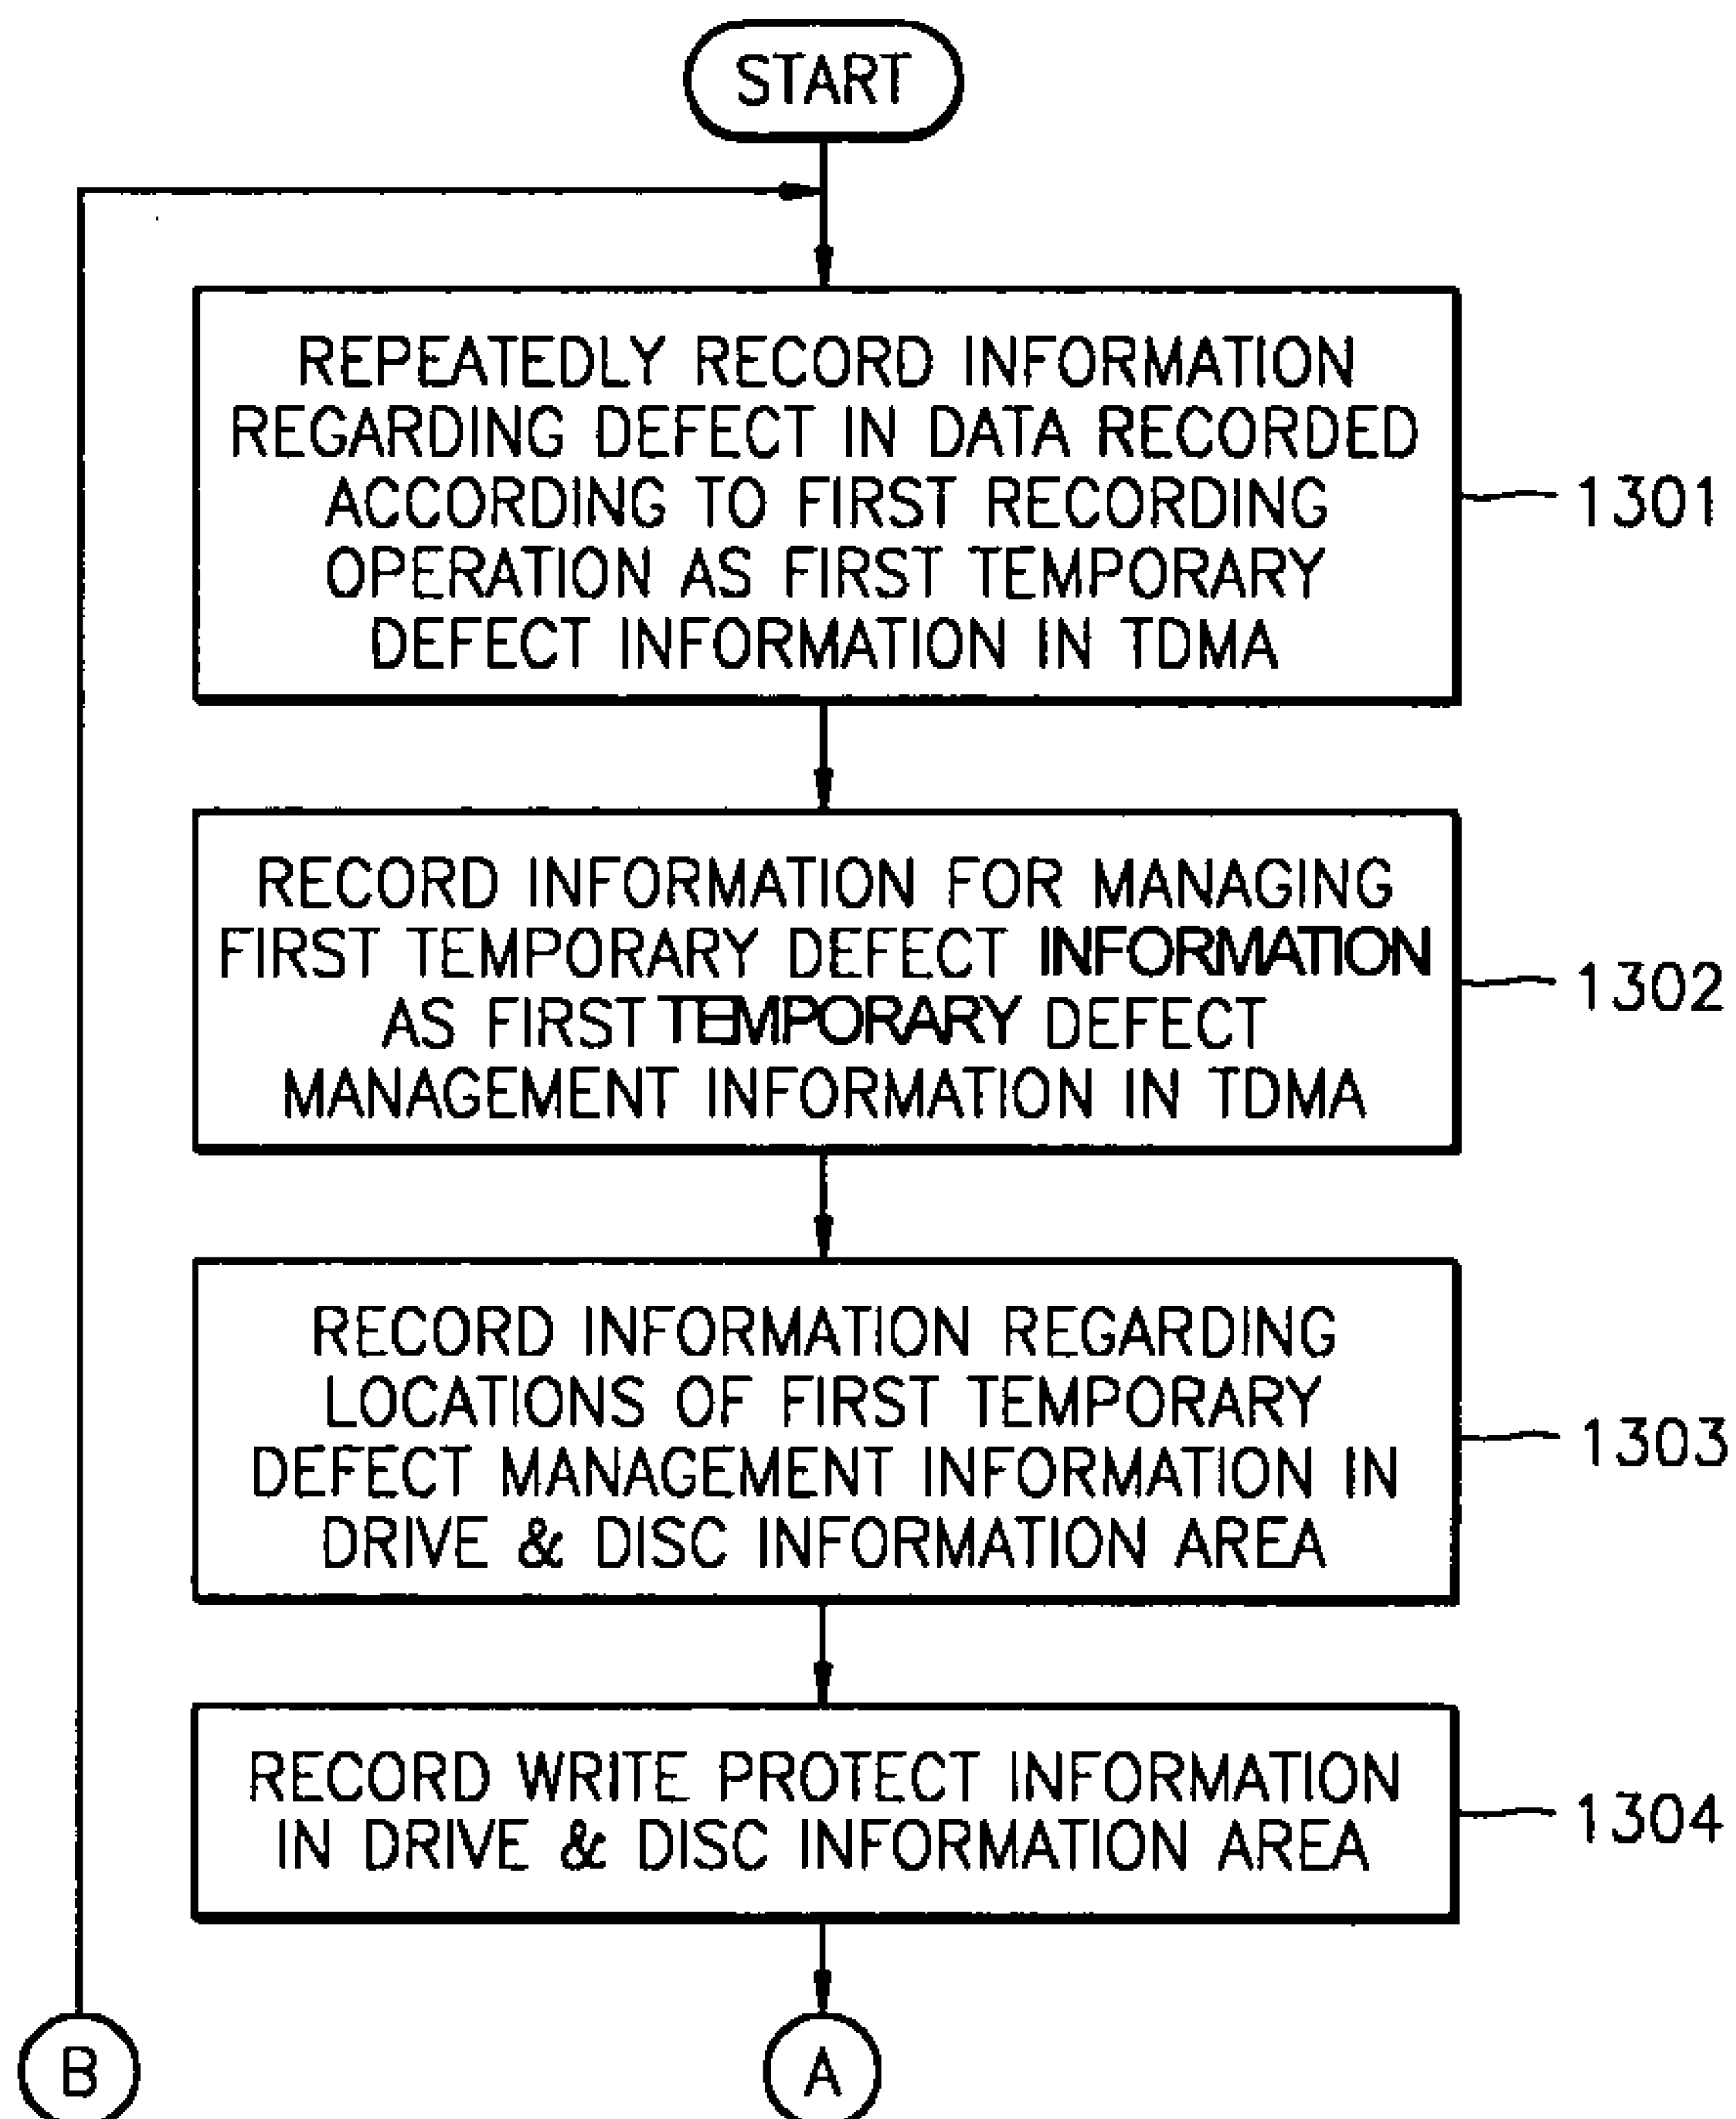 START
REPEATEDLY RECORD INFORMATION
REGARDING DEFECT IN DATA RECORDED
ACCORDING TO FIRST RECORDING
OPERATION AS FIRST TEMPORARY
DEFECT INFORMATION IN TDMA
1301
RECORD INFORMATION FOR MANAGING
FIRST TEMPORARY DEFECT INFORMATION
AS FIRST TEMPORARY DEFECT
MANAGEMENT INFORMATION IN TDMA
1302
RECORD INFORMATION REGARDING
LOCATIONS OF FIRST TEMPORARY
DEFECT MANAGEMENT INFORMATION IN
DRIVE & DISC INFORMATION AREA
1303
RECORD WRITE PROTECT INFORMATION
IN DRIVE & DISC INFORMATION AREA
1304
B
A